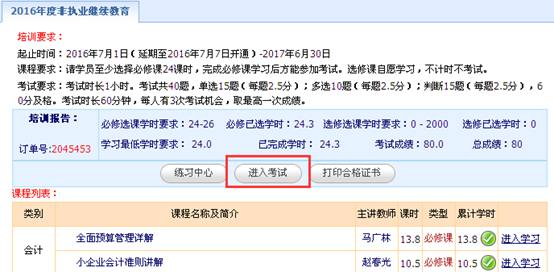 2016年度非执业继续教育
培训要求：
起止时间：2016年7月1日（延期至2016年7月7日开通）-2017年6月30日
课程要求：请学员至少选择必修课24课时，完成必修课学习后方能参加考试。选修课自愿学习，不计时不考试。
考试要求：考试时长1小时。考试共40题，单选15题（每题2.5分）；多选10题（每题2.5分）；判断15题（每题2.5分），6
0分及格。考试时长60分钟，每人有3次考试机会，取最高一次成绩。
培训报告： 必修选课学时要求：24-26 必修已选学时： 24.3 选修选课学时要求：0 - 2000 选修已选学时：0
订单号:2045453 学习最低学时要求： 24.0 已完成学时： 24.3 考试成绩：80.0 总成绩：80
练习中心 进入考试 打印合格证书
课程列表：
类别 课程名及简介 主讲教师 课时 类型 累计学时
会计
全面预算管理详解 马广林 13.8 必修课 13.8 进入学习
小企业会计准则讲解 赵春光 10.5 必修课 10.5 进入学习